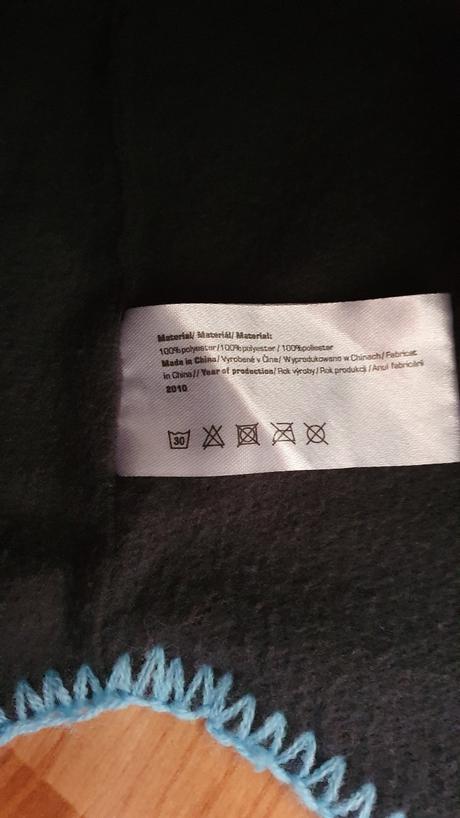 Material/ Materiál/ Materiał:
100%polyester/100%polyester / 100%poliester
Made in China/ Vyrobené v Číne/ Wyprodukowano w Chinach/ Fabricat
in China// Year of production/ Rok výroby/ Rok produkcji / Anul fabricării
2010
30